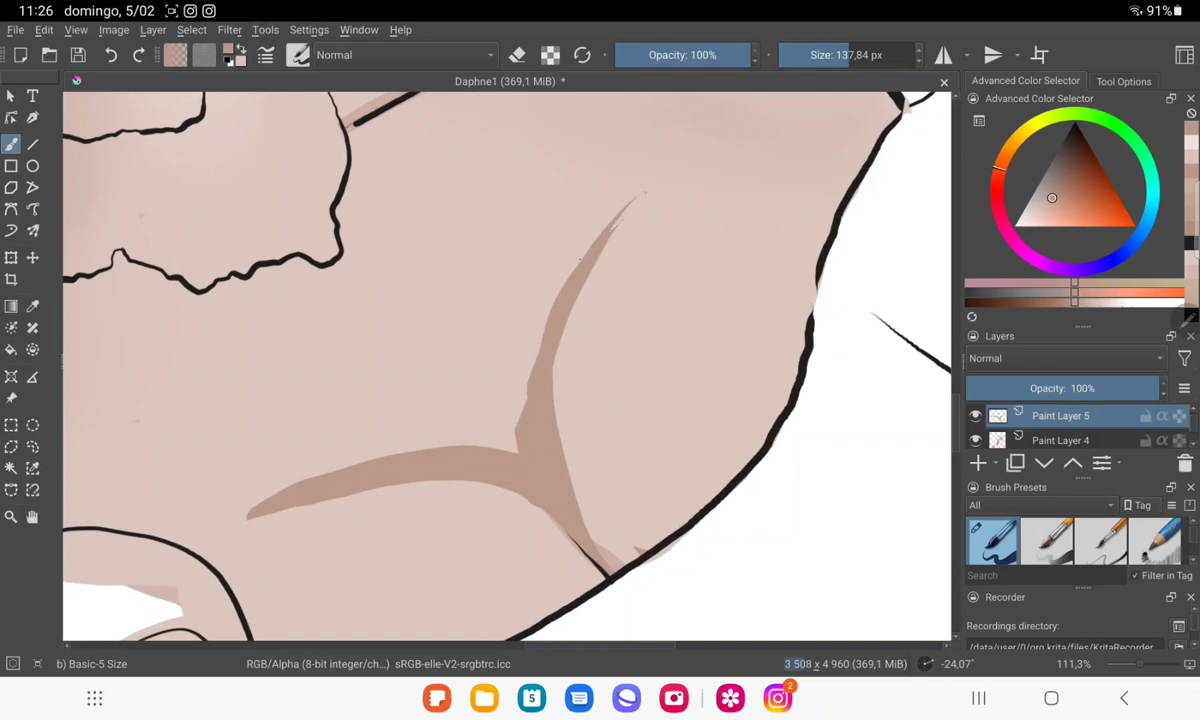 11:26 domingo, 5/02
91%
File Edit View Image Layer Select Filter Tools Settings Window Help
Normal
Opacity: 100%
Size: 137,84 px
Daphne1 (369,1 MiB) *
Advanced Color Selector
Tool Options
Advanced Color Selector
Layers
Normal
Opacity: 100%
Paint Layer 5
Paint Layer 4
Brush Presets
All
Tag
Search
Filter in Tag
Recorder
Recordings directory:
/data/user/0/org.krita/files/KritaRecorder
b) Basic-5 Size
RGB/Alpha (8-bit integer/ch...) sRGB-elle-V2-srgbtrc.icc
3 508 x 4 960 (369,1 MiB)
-24,07°
111,3%
5
2